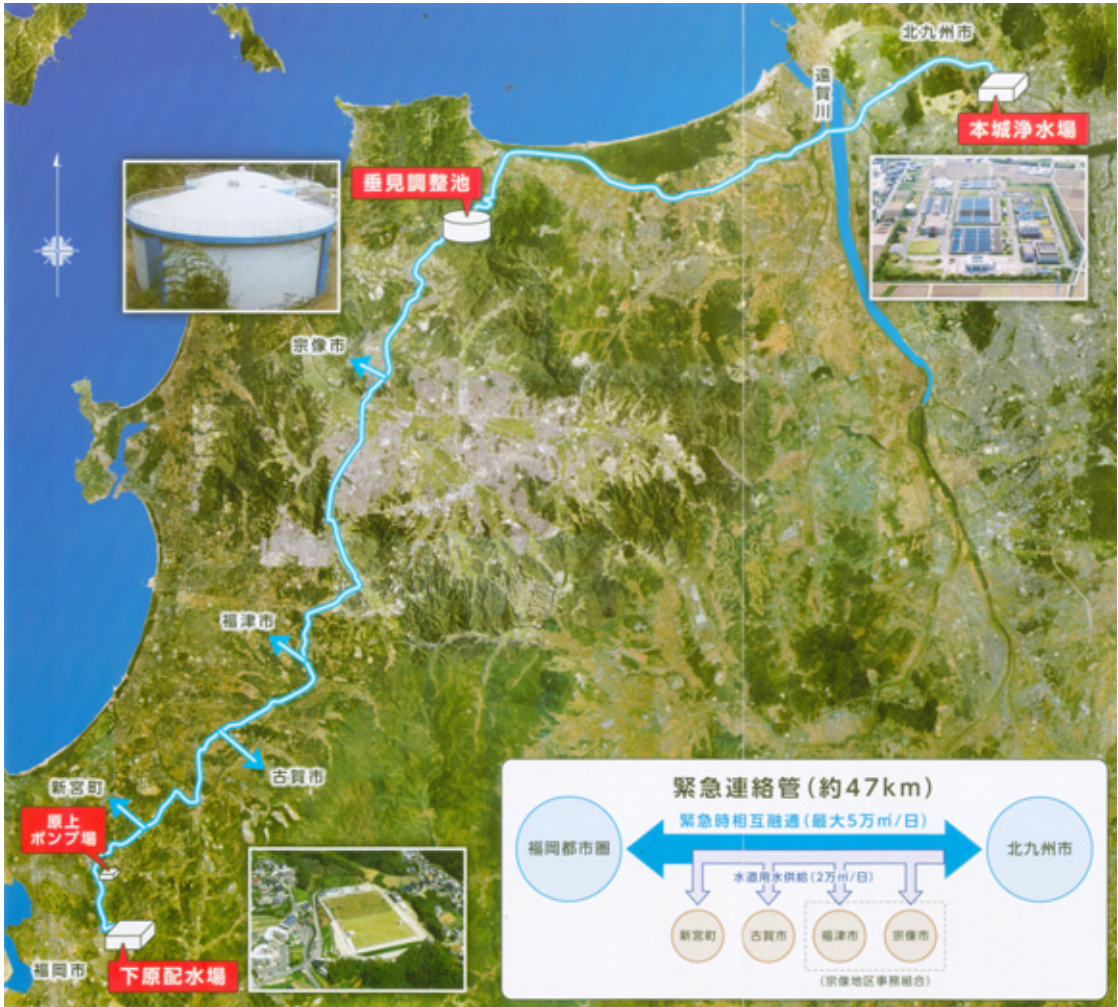 北九州市
遠賀川
本城浄水場
垂見調整池
宗像市
福津市
古賀市
新宮町
原上
ポンプ場
福岡市
下原配水場
緊急連絡管(約47km)
緊急時相互融通(最大5万㎥/日)
福岡都市圏
北九州市
水道用水供給(2万㎥/日)
新宮町
古賀市
福津市
宗像市
(宗像地区事務組合)